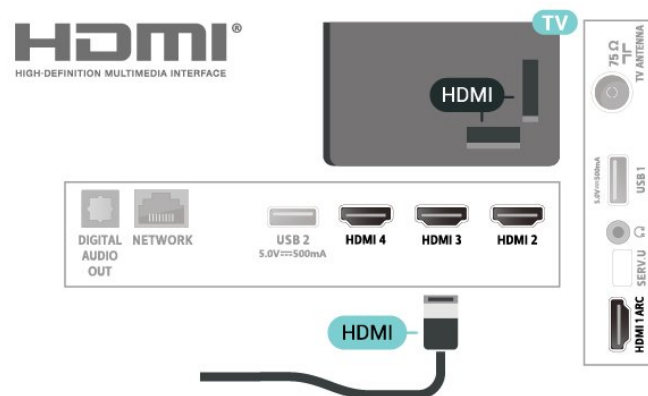 HDMI®
HIGH-DEFINITION MULTIMEDIA INTERFACE
TV
HDMI
DIGITAL
AUDIO
OUT
NETWORK
USB 2
5.0V⎓500mA
HDMI 4
HDMI 3
HDMI 2
HDMI
75 Ω
TV ANTENNA
5.0V⎓500mA
USB 1
SERV.U
HDMI 1 ARC